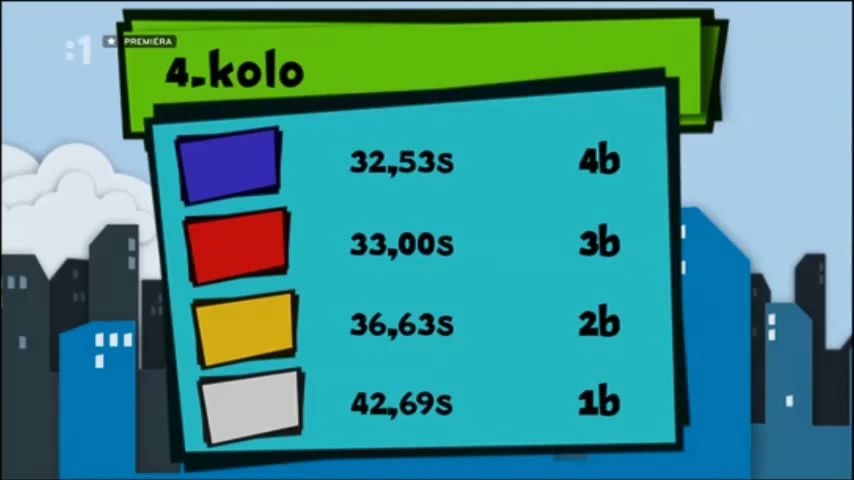 :1
★ PREMIÉRA
4.kolo
32,53s 4b
33,00s 3b
36,63s 2b
42,69s 1b